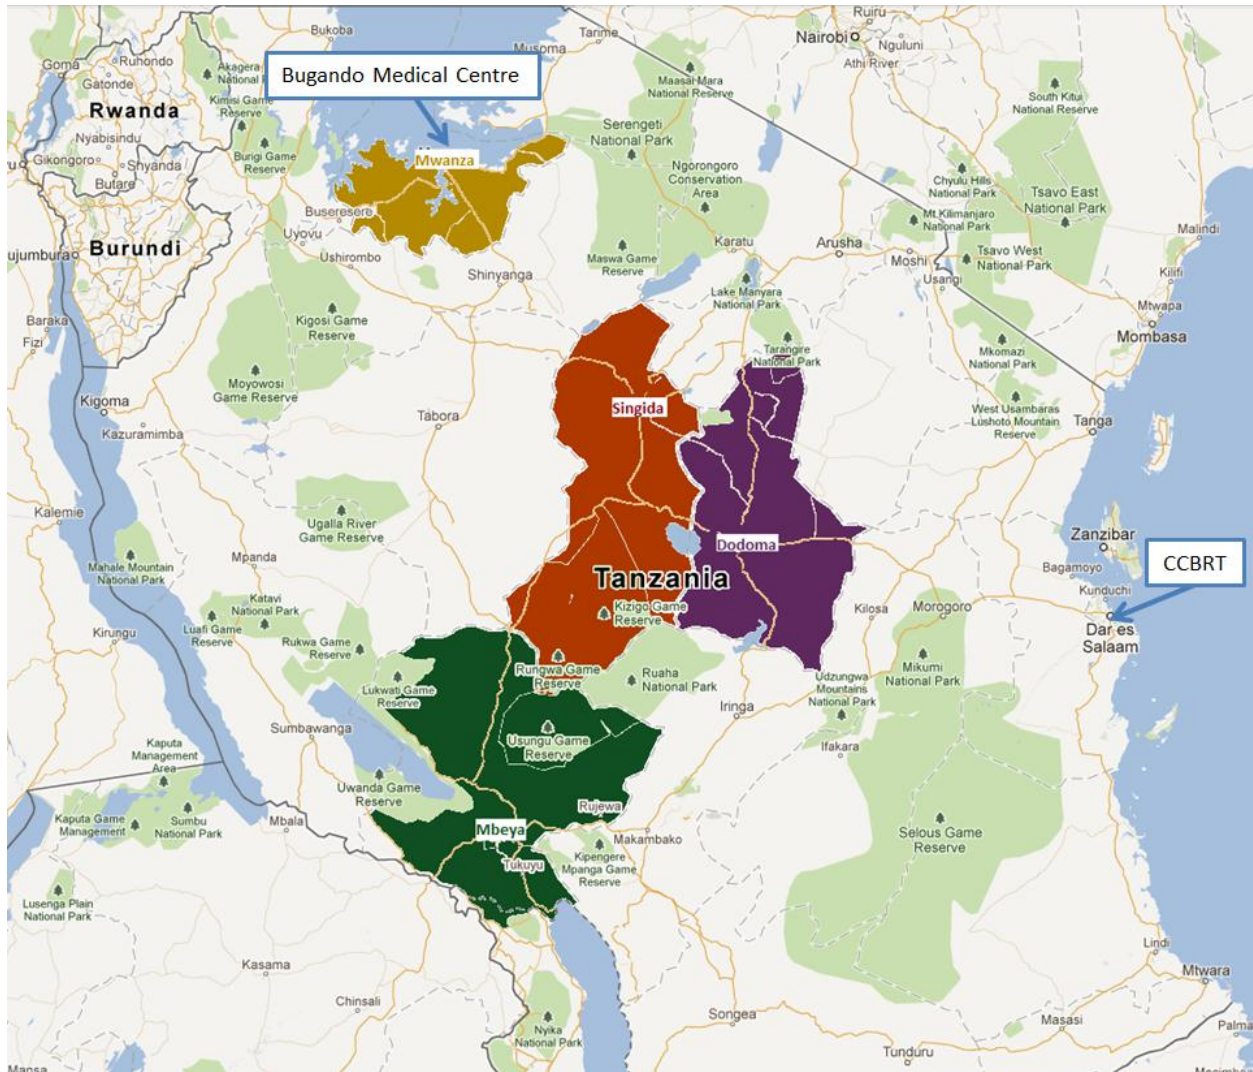 Bukoba
Musoma
Tarime
Ruiru
Nairobi
Nguluni
Athi River
Goma
Ruhondo
Gatonde
Akagera
National
Bugando Medical Centre
Maasai Mara
National Reserve
South Kitui
National Reserve
Rwanda
Kimisi Game
Reserve
Nyabisindu
Gikongoro
Shyanda
Butare
Burigi Game
Reserve
Mwanza
Serengeti
National Park
Ngorongoro
Conservation
Area
Chyulu Hills
National Park
Tsavo East
National Park
Mt Kilimanjaro
National Park
Buseresere
Uyovu
Ushirombo
Burundi
ujumbura
Maswa Game
Reserve
Karatu
Arusha
Moshi
Usangi
Tsavo West
National Park
Malindi
Shinyanga
Lake Manyara
National Park
Kilifi
Mtwapa
Mombasa
Baraka
Fizi
Kigosi Game
Reserve
Tarangire
National Park
Mkomazi
National Park
Moyowosi
Game Reserve
Kigoma
Kazuramimba
Tabora
Singida
West Usambaras
Lushoto Mountain
Reserve
Tanga
Kalemie
Ugalla River
Game Reserve
Dodoma
Zanzibar
Mahale Mountain
National Park
Mpanda
Tanzania
Bagamoyo
CCBRT
Kunduchi
Katavi
National Park
Luafi Game
Reserve
Rukwa Game
Reserve
Kizigo Game
Reserve
Kilosa
Morogoro
Dar es
Salaam
Kirungu
Lukwati Game
Reserve
Rungwa Game
Reserve
Ruaha
National Park
Udzungwa
Mountains
National Park
Mikumi
National Park
Iringa
Ifakara
Sumbawanga
Usungu Game
Reserve
Kaputa
Management
Area
Uwanda Game
Reserve
Rujewa
Kaputa Game
Management
Sumbu
National Park
Mbala
Mbeya
Tukuyu
Makambako
Kipengere
Mpanga Game
Reserve
Selous Game
Reserve
Lusenga Plain
National Park
Kasama
Chinsali
Nyika
National Park
Songea
Tunduru
Lindi
Mtwara
Masasi
Palma
Mansa